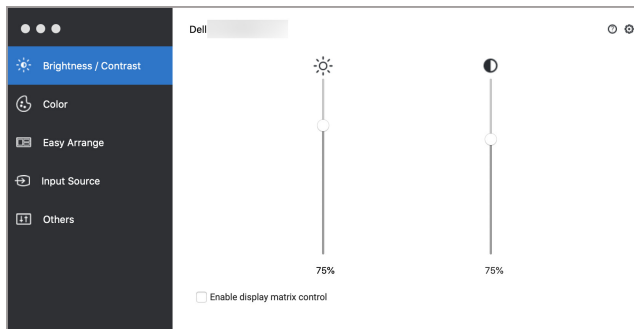 Dell
Brightness / Contrast
Color
Easy Arrange
Input Source
Others
75%
75%
Enable display matrix control